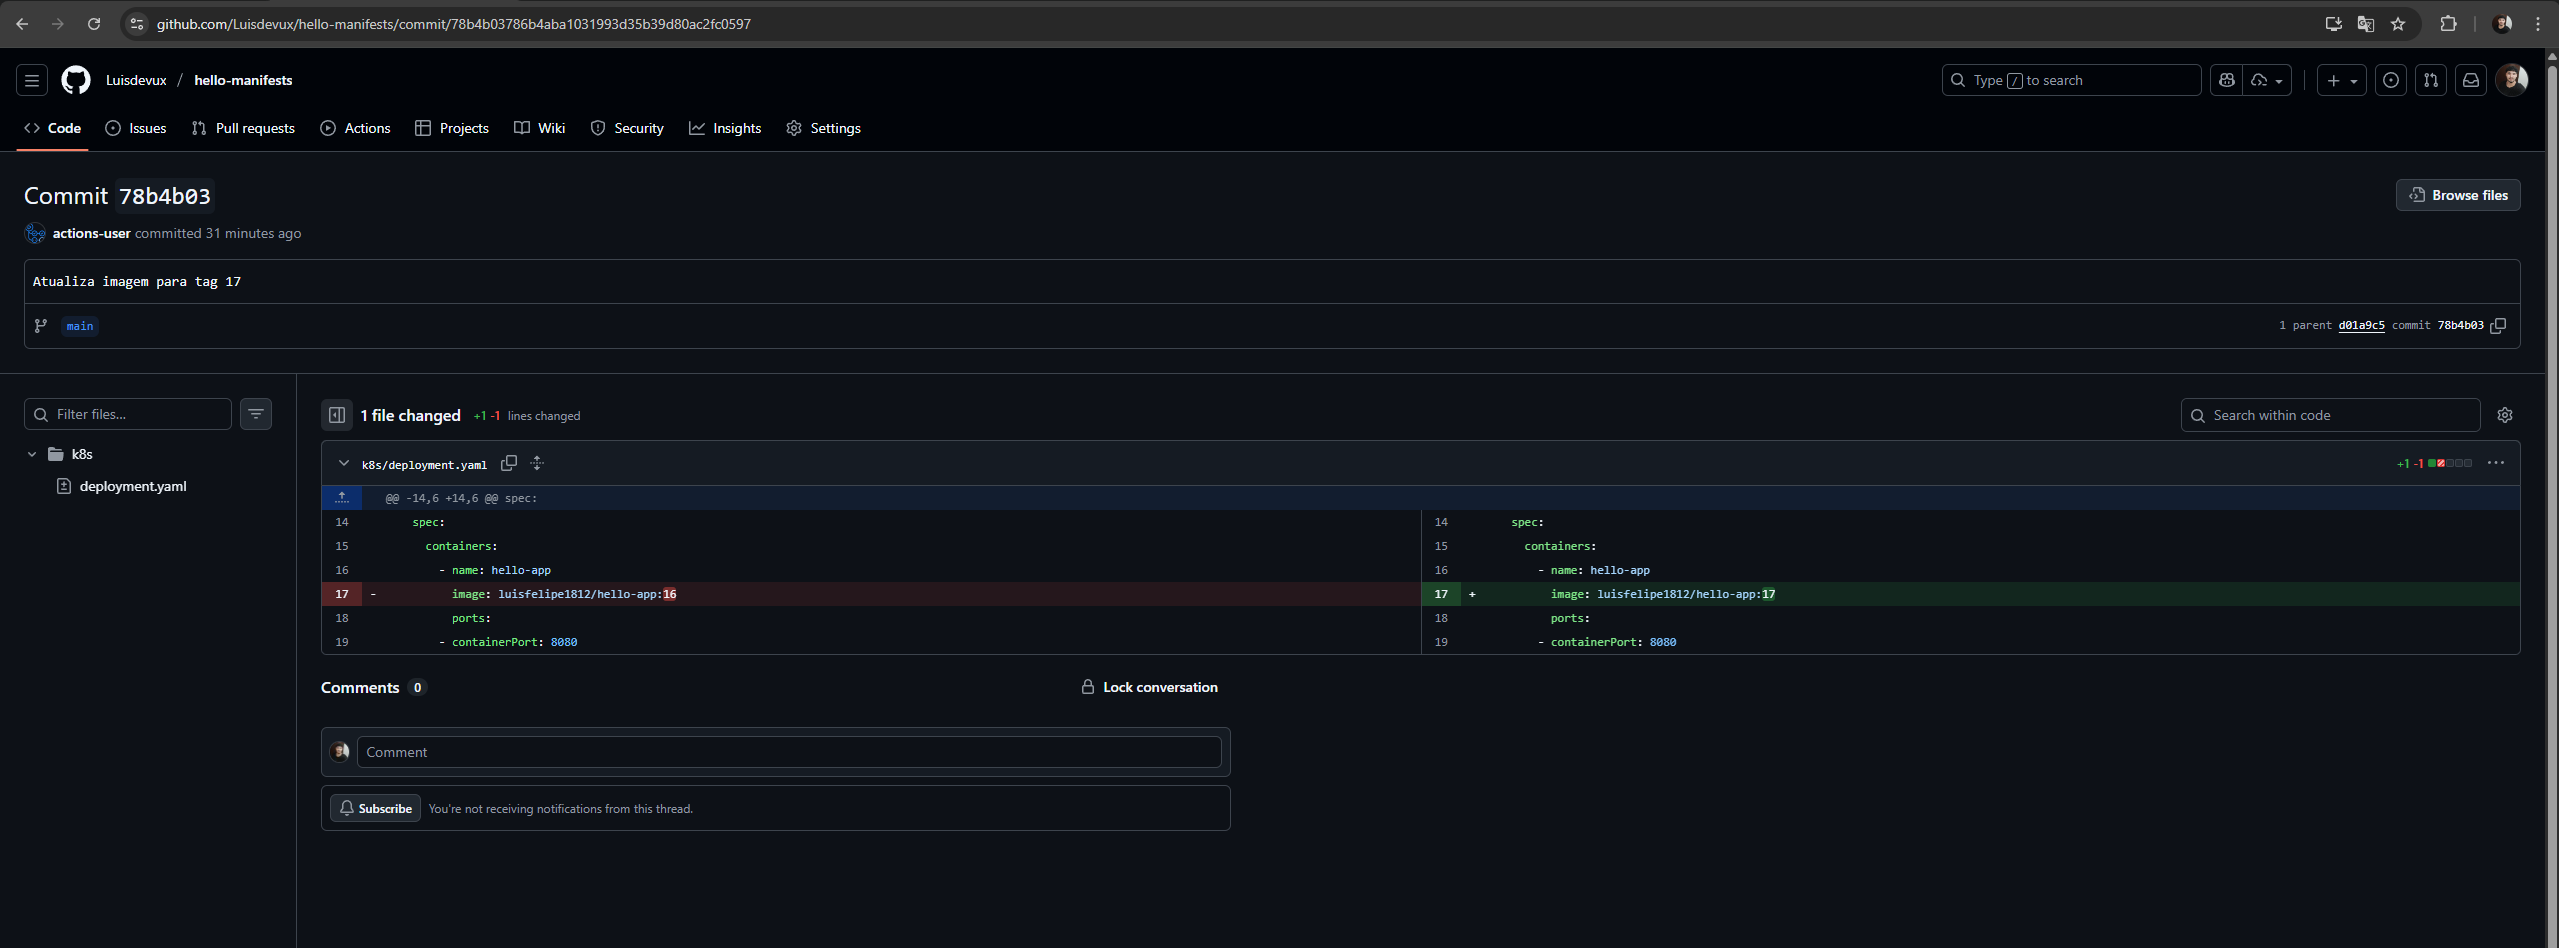 github.com/Luisdevux/hello-manifests/commit/78b4b03786b4aba1031993d35b39d80ac2fc0597
Luisdevux / hello-manifests
Type / to search
Code Issues Pull requests Actions Projects Wiki Security Insights Settings
Commit 78b4b03
Browse files
actions-user committed 31 minutes ago
Atualiza imagem para tag 17
main
1 parent d01a9c5 commit 78b4b03
Filter files...
k8s
deployment.yaml
1 file changed +1 -1 lines changed
Search within code
k8s/deployment.yaml
+1 -1
@@ -14,6 +14,6 @@ spec:
14 spec:
15 containers:
16 - name: hello-app
17 - image: luisfelipe1812/hello-app:16
18 ports:
19 - containerPort: 8080
14 spec:
15 containers:
16 - name: hello-app
17 + image: luisfelipe1812/hello-app:17
18 ports:
19 - containerPort: 8080
Comments 0
Lock conversation
Comment
Subscribe You're not receiving notifications from this thread.